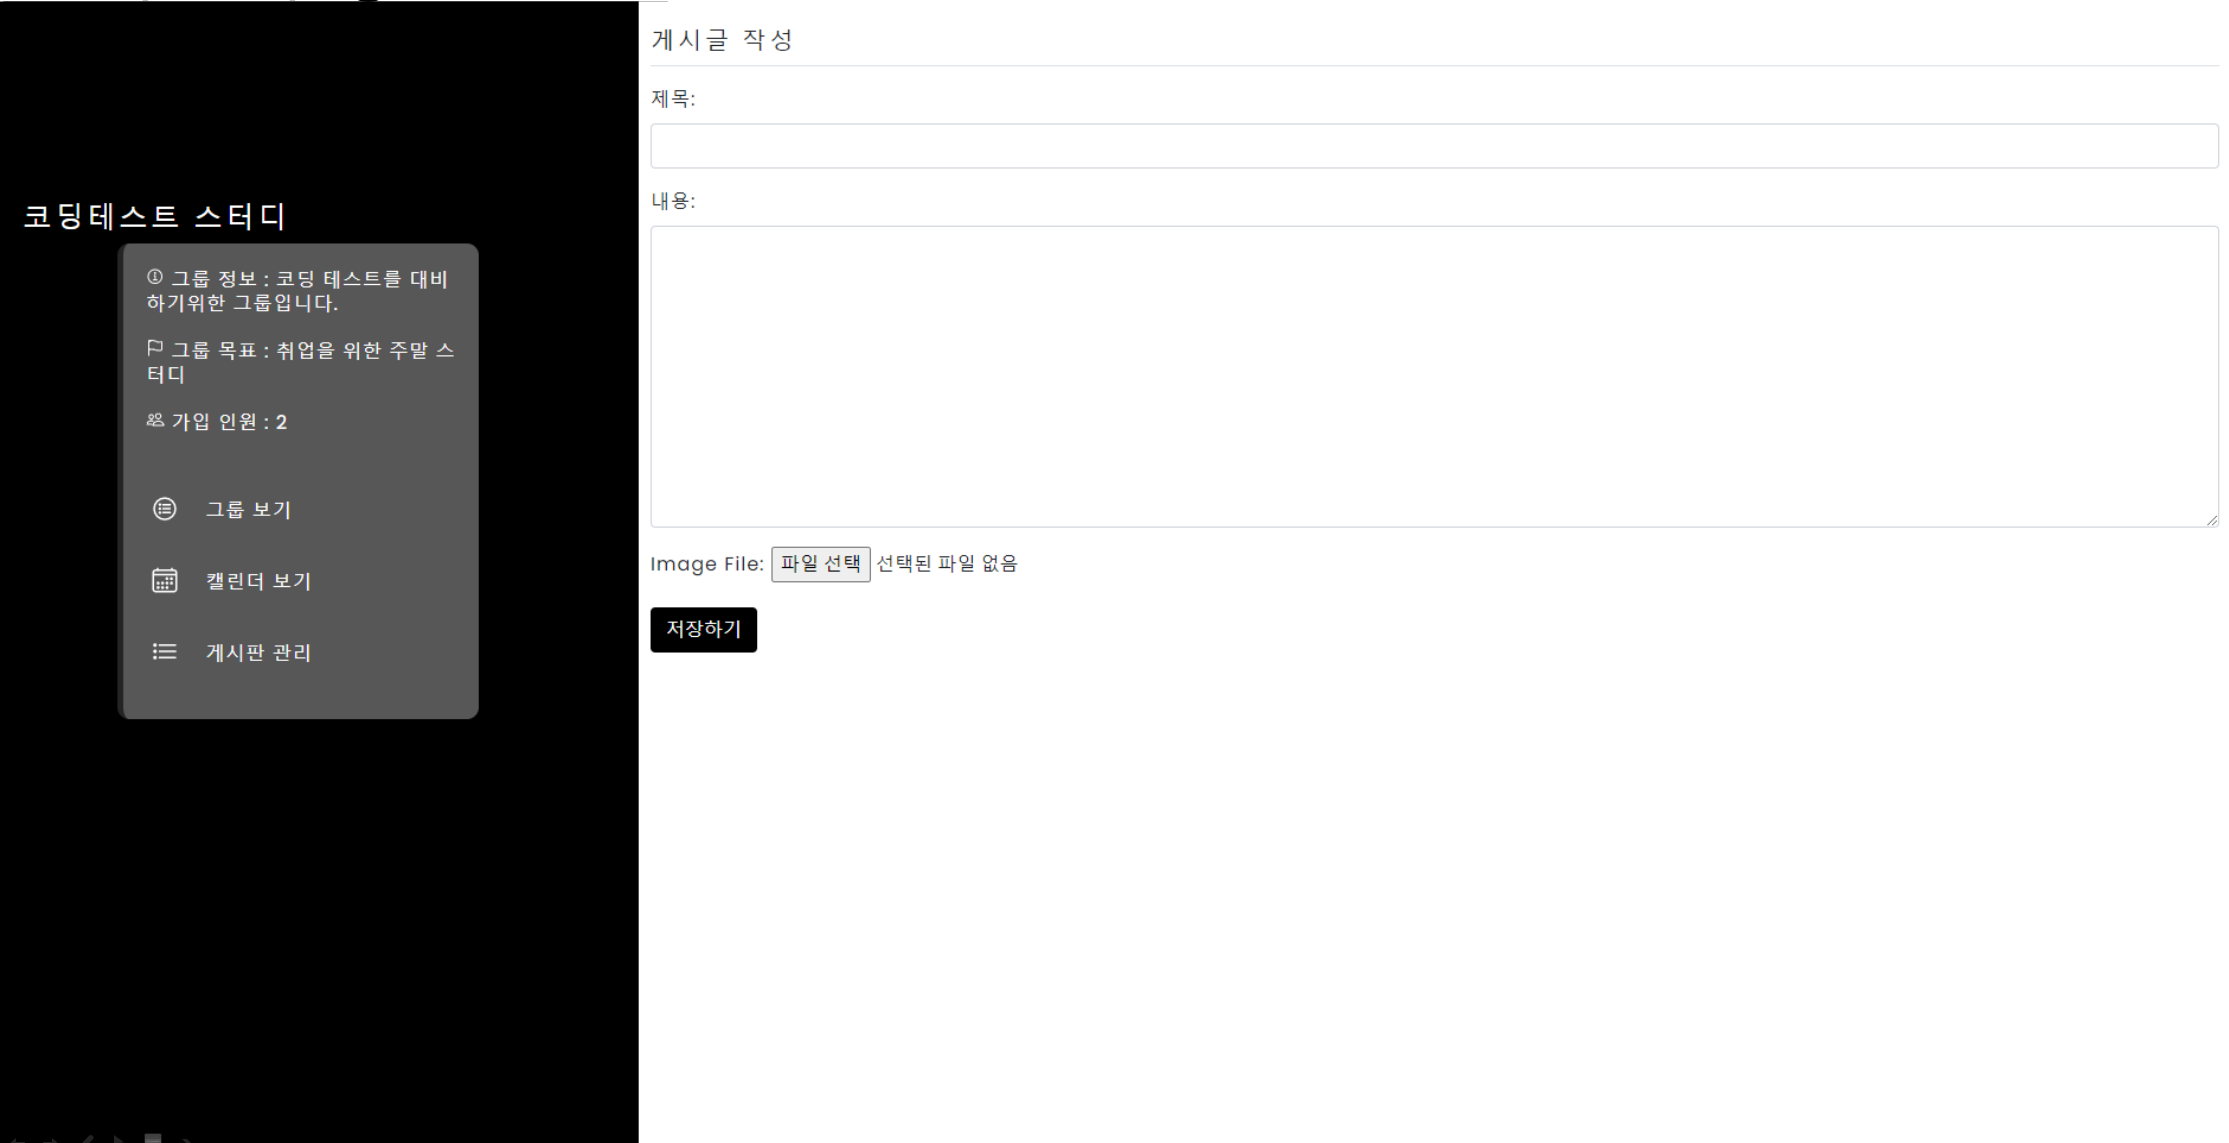 코딩테스트 스터디
그룹 정보 : 코딩 테스트를 대비
하기위한 그룹입니다.
그룹 목표 : 취업을 위한 주말 스
터디
가입 인원 : 2
그룹 보기
캘린더 보기
게시판 관리
게시글 작성
제목:
내용:
Image File: 파일 선택 선택된 파일 없음
저장하기